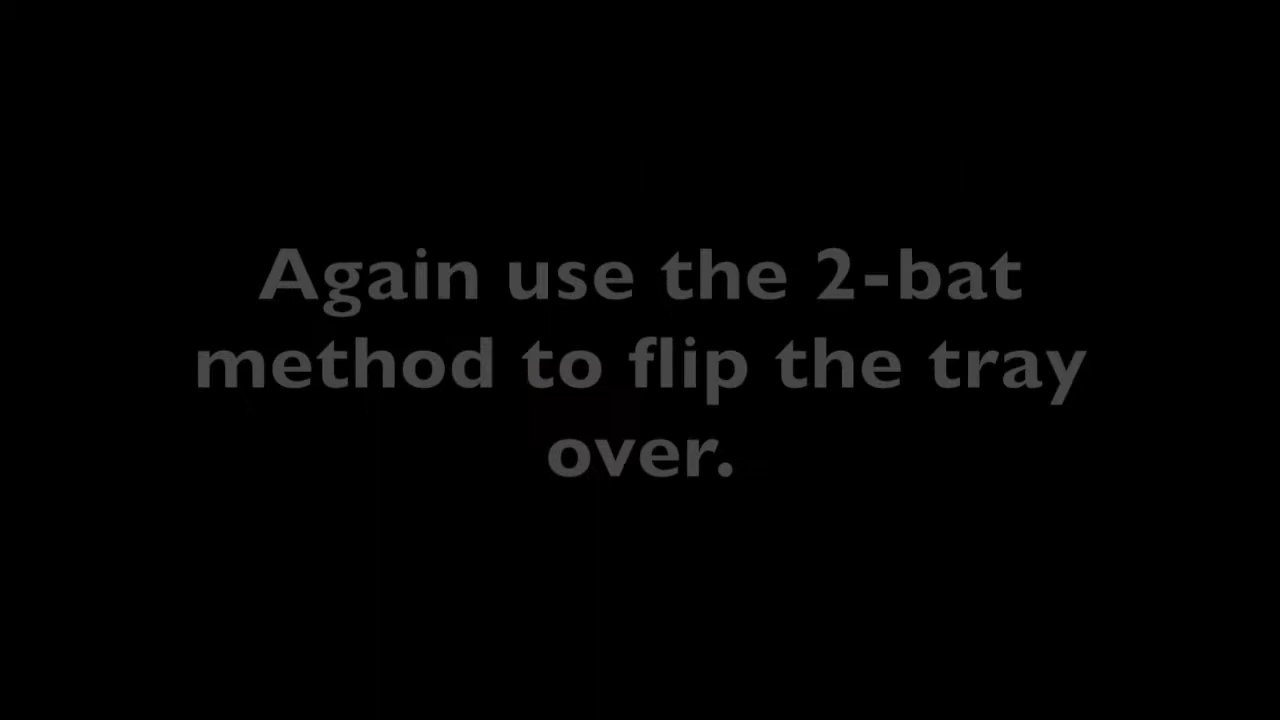 Again use the 2-bat
method to flip the tray
over.